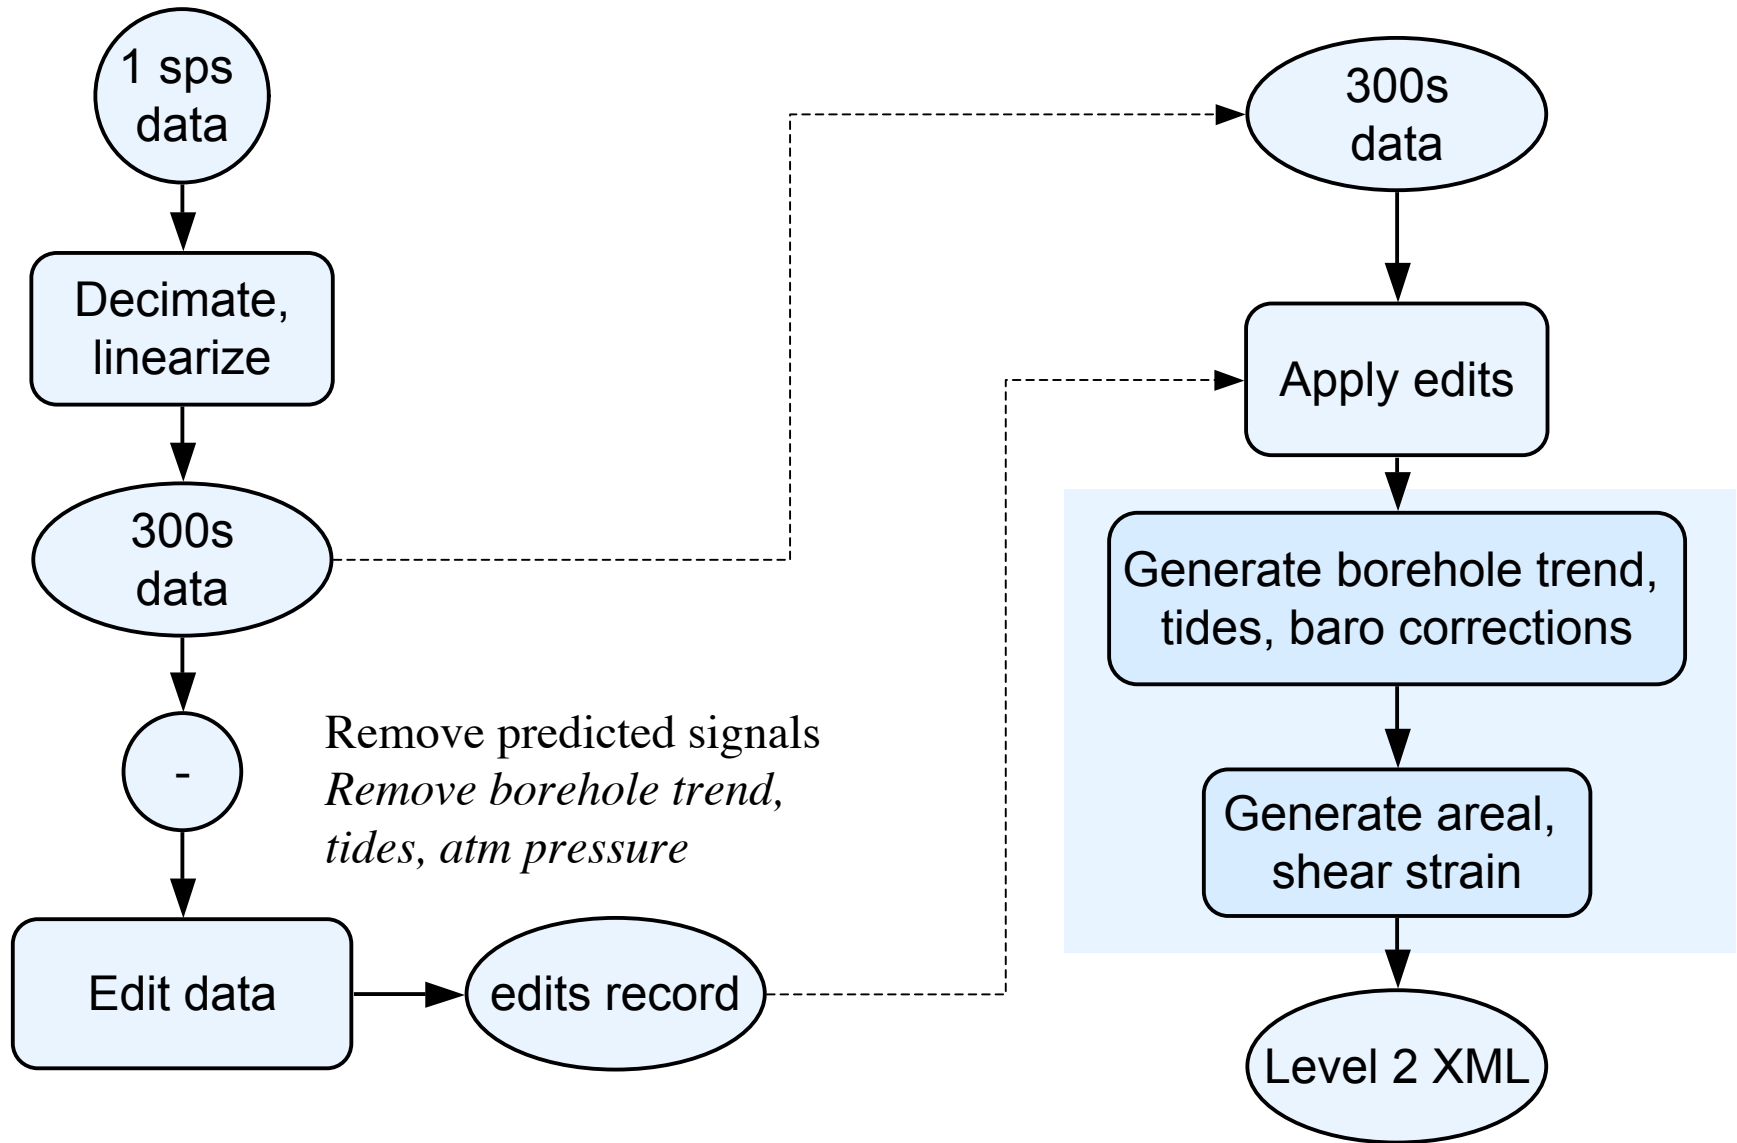 1 sps
data
Decimate,
linearize
300s
data
-
Remove predicted signals
Remove borehole trend,
tides, atm pressure
Edit data
edits record
300s
data
Apply edits
Generate borehole trend,
tides, baro corrections
Generate areal,
shear strain
Level 2 XML